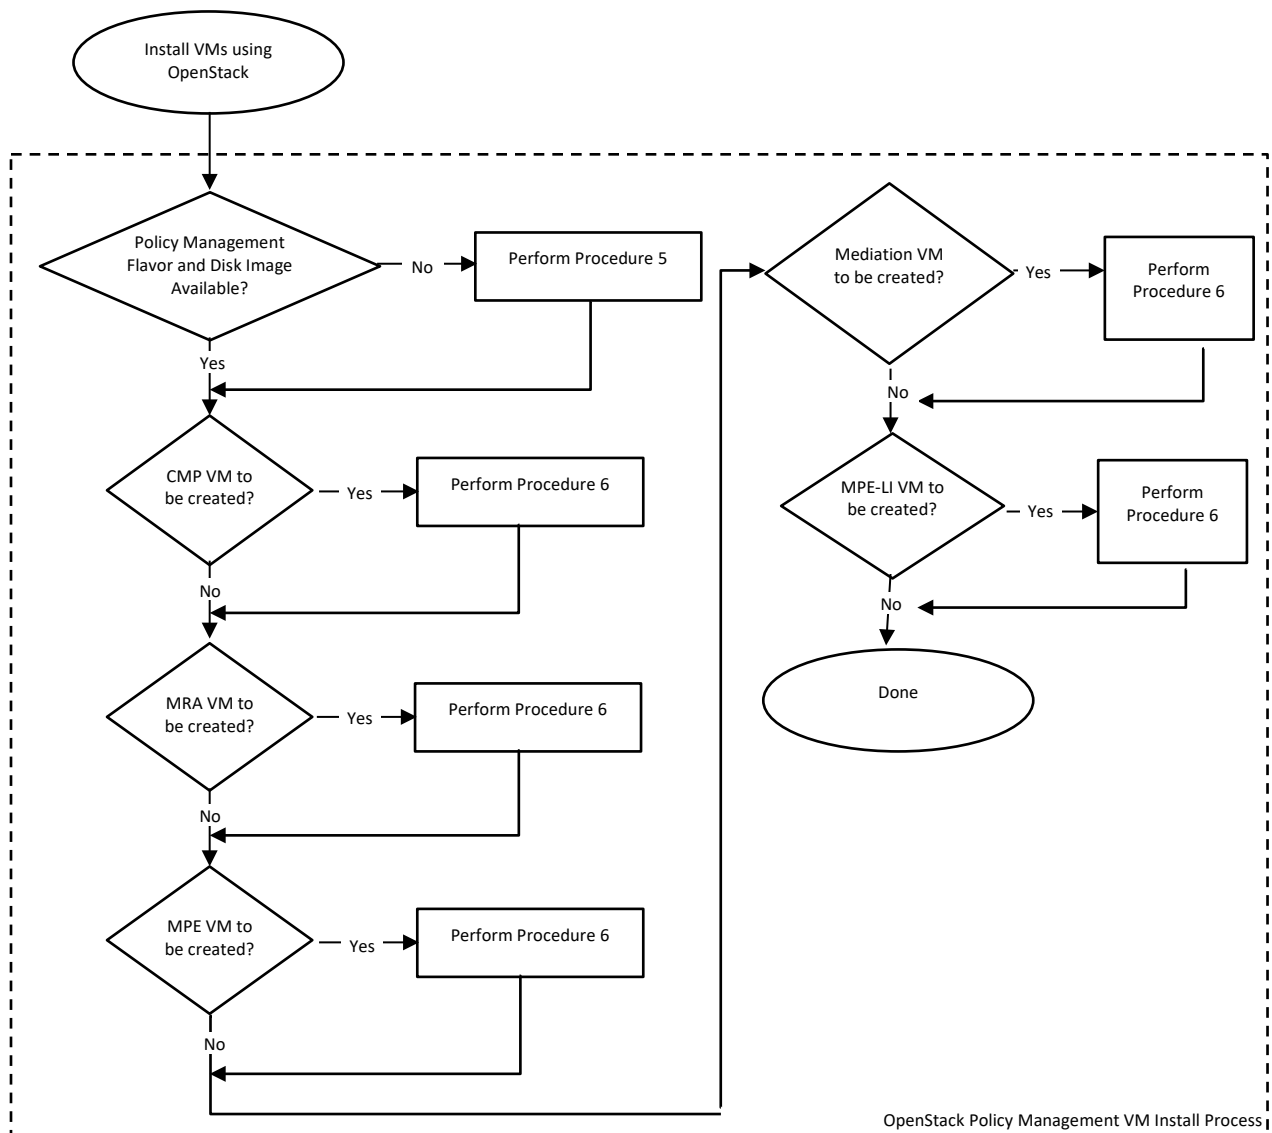 Install VMs using
OpenStack
Policy Management
Flavor and Disk Image
Available?
No
Perform Procedure 5
Yes
CMP VM to
be created?
Yes
Perform Procedure 6
No
MRA VM to
be created?
Yes
Perform Procedure 6
No
MPE VM to
be created?
Yes
Perform Procedure 6
No
Mediation VM
to be created?
Yes
Perform
Procedure 6
No
MPE-LI VM to
be created?
Yes
Perform
Procedure 6
No
Done
OpenStack Policy Management VM Install Process